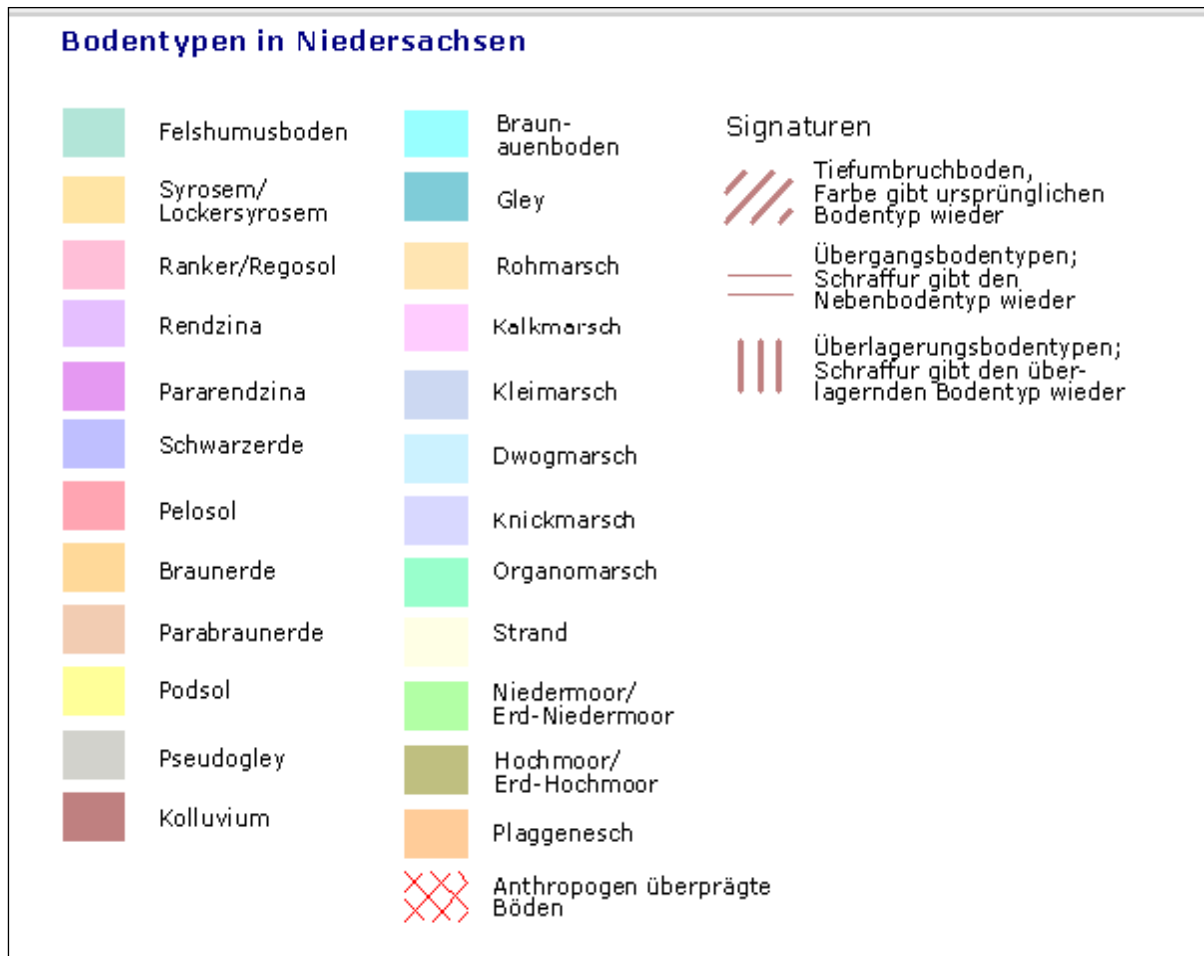 Bodentypen in Niedersachsen
Felshumusboden
Syrosem/
Lockersyrosem
Ranker/Regosol
Rendzina
Pararendzina
Schwarzerde
Pelosol
Braunerde
Parabraunerde
Podsol
Pseudogley
Kolluvium
Braun-
auenboden
Gley
Rohmarsch
Kalkmarsch
Kleimarsch
Dwogmarsch
Knickmarsch
Organomarsch
Strand
Niedermoor/
Erd-Niedermoor
Hochmoor/
Erd-Hochmoor
Plaggenesch
Anthropogen überprägte
Böden
Signaturen
Tiefumbruchboden,
Farbe gibt ursprünglichen
Bodentyp wieder
Übergangsbodentypen;
Schraffur gibt den
Nebenbodentyp wieder
Überlagerungsbodentypen;
Schraffur gibt den über-
lagernden Bodentyp wieder